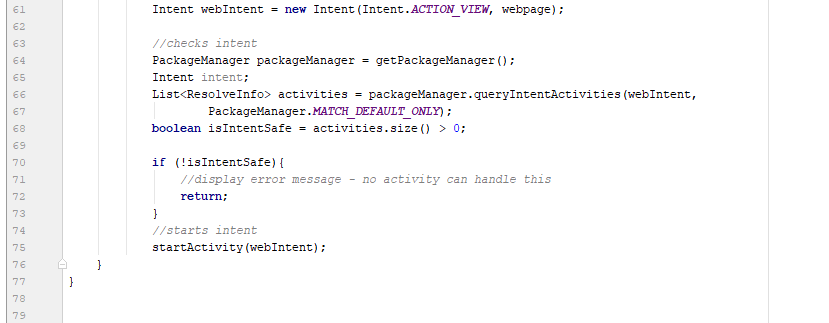 61 Intent webIntent = new Intent(Intent.ACTION_VIEW, webpage);
62
63 //checks intent
64 PackageManager packageManager = getPackageManager();
65 Intent intent;
66 List<ResolveInfo> activities = packageManager.queryIntentActivities(webIntent,
67 PackageManager.MATCH_DEFAULT_ONLY);
68 boolean isIntentSafe = activities.size() > 0;
69
70 if (!isIntentSafe){
71 //display error message - no activity can handle this
72 return;
73 }
74 //starts intent
75 startActivity(webIntent);
76 }
77 }
78
79